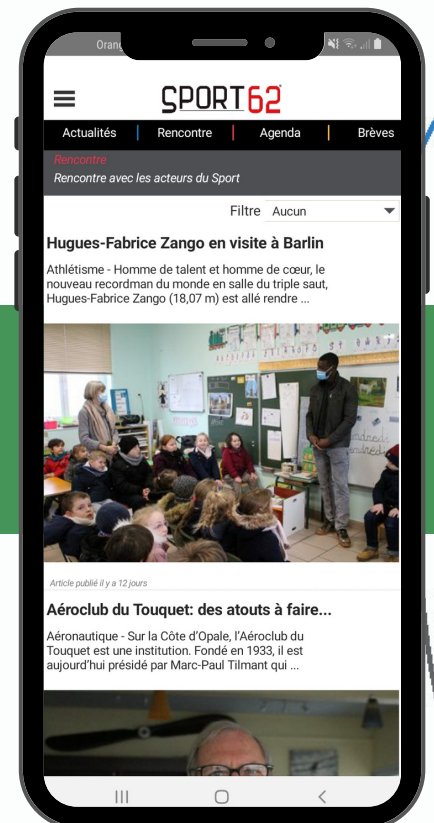 Orang
SPORT62
Actualités | Rencontre | Agenda | Brèves
Rencontre
Rencontre avec les acteurs du Sport
Filtre Aucun
Hugues-Fabrice Zango en visite à Barlin
Athlétisme - Homme de talent et homme de cœur, le
nouveau recordman du monde en salle du triple saut,
Hugues-Fabrice Zango (18,07 m) est allé rendre ...
Article publié il y a 12 jours
Aéroclub du Touquet: des atouts à faire...
Aéronautique - Sur la Côte d'Opale, l'Aéroclub du
Touquet est une institution. Fondé en 1933, il est
aujourd'hui présidé par Marc-Paul Tilmant qui ...